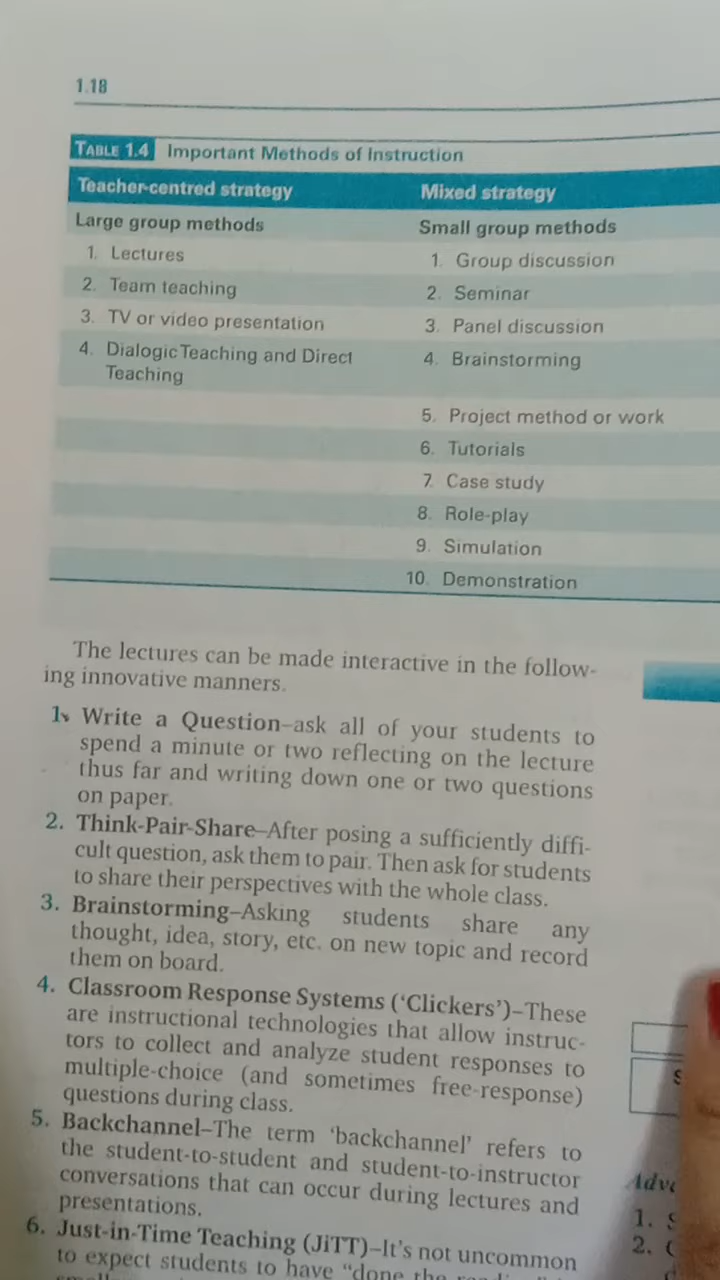 1.18
TABLE 1.4 Important Methods of Instruction
Teacher-centred strategy Mixed strategy
Large group methods Small group methods
1. Lectures 1. Group discussion
2. Team teaching 2. Seminar
3. TV or video presentation 3. Panel discussion
4. Dialogic Teaching and Direct 4. Brainstorming
Teaching
5. Project method or work
6. Tutorials
7. Case study
8. Role-play
9. Simulation
10. Demonstration
The lectures can be made interactive in the follow-
ing innovative manners.
1. Write a Question–ask all of your students to
spend a minute or two reflecting on the lecture
thus far and writing down one or two questions
on paper.
2. Think-Pair-Share–After posing a sufficiently diffi-
cult question, ask them to pair. Then ask for students
to share their perspectives with the whole class.
3. Brainstorming–Asking students share any
thought, idea, story, etc. on new topic and record
them on board.
4. Classroom Response Systems (‘Clickers’)–These
are instructional technologies that allow instruc-
tors to collect and analyze student responses to
multiple-choice (and sometimes free-response)
questions during class.
5. Backchannel–The term ‘backchannel’ refers to
the student-to-student and student-to-instructor
conversations that can occur during lectures and
presentations.
6. Just-in-Time Teaching (JiTT)–It’s not uncommon
to expect students to have “done the
1.
2.